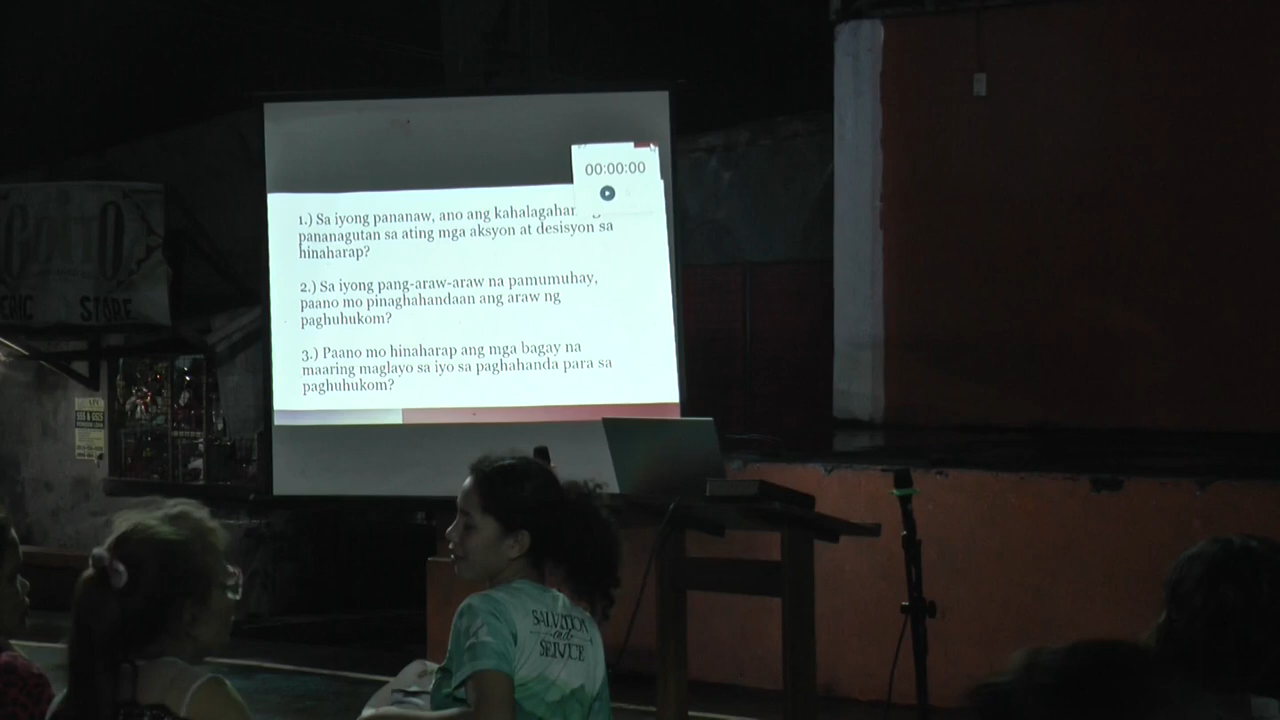 00:00:00
1.) Sa iyong pananaw, ano ang
pananagutan sa ating mga aksyon at desisyon sa
hinaharap?
2.) Sa iyong pang-araw-araw na pamumuhay,
paano mo pinaghahandaan ang araw ng
paghuhukom?
3.) Paano mo hinaharap ang mga bagay na
maaring maglayo sa iyo sa paghahanda para sa
paghuhukom?
STORE
SALVATION
and
SERVICE